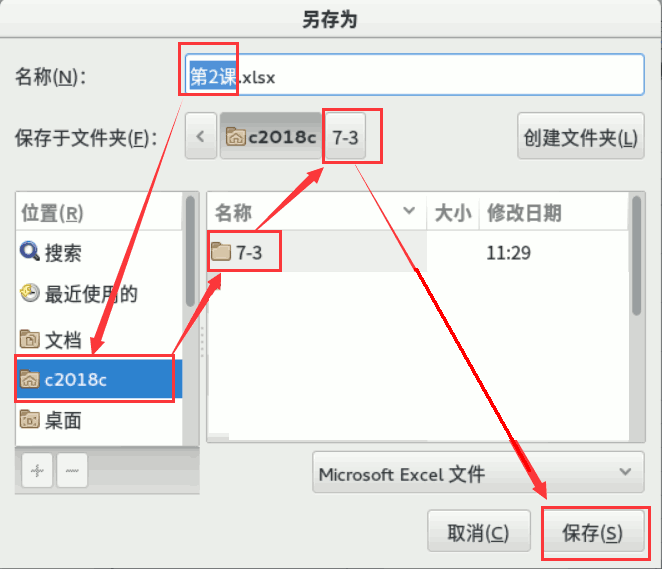 另存为
名称(N): 第2课.xlsx
保存于文件夹(F): < c2018c 7-3 创建文件夹(L)
位置(R) 名称 大小 修改日期
搜索 7-3 11:29
最近使用的
文档
c2018c
桌面
+ − Microsoft Excel 文件
取消(C) 保存(S)